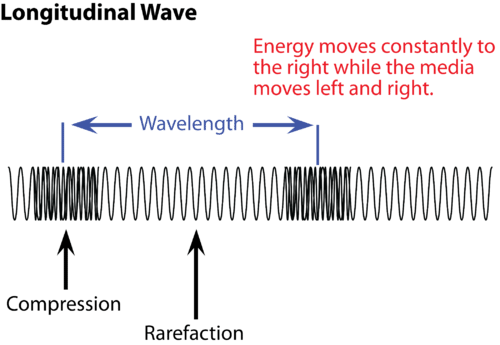 Longitudinal Wave
Energy moves constantly to
the right while the media
moves left and right.
Wavelength
Compression
Rarefaction